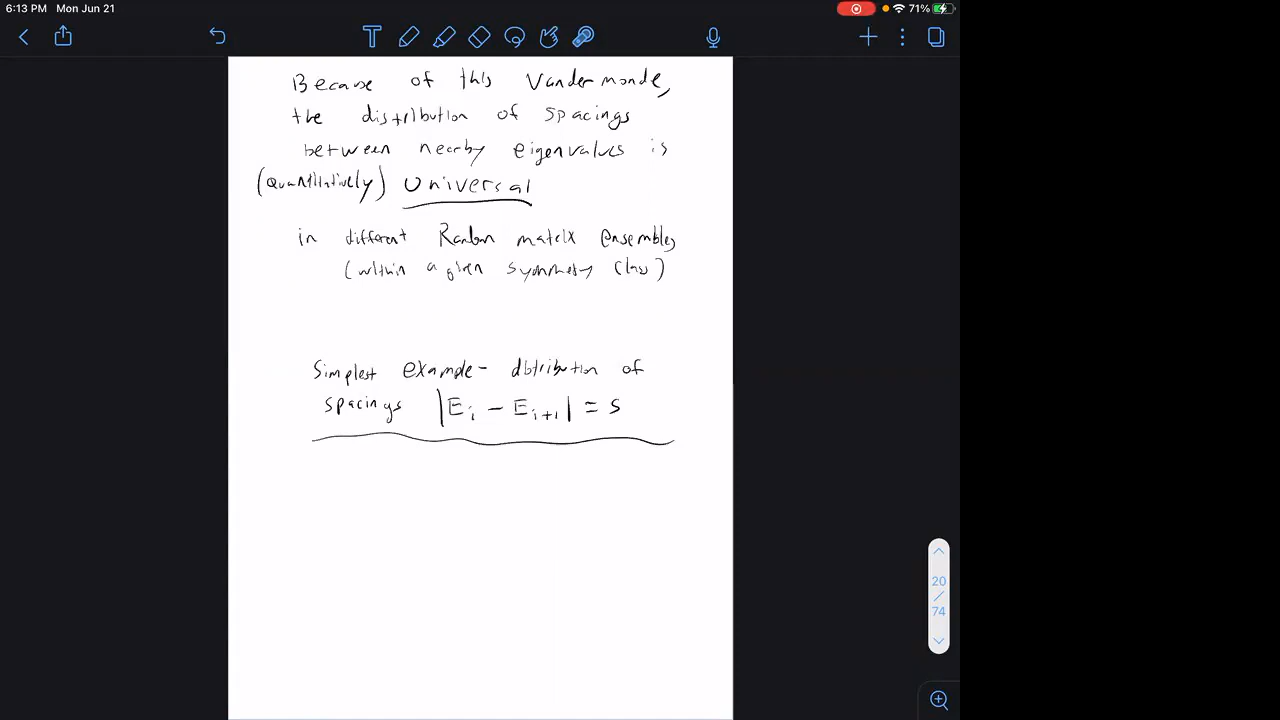 6:13 PM Mon Jun 21
71%
Because of this Vandermonde,
the distribution of spacings
between nearby eigenvalues is
(quantitatively) Universal
in different Random matrix ensembles
(within a given symmetry class)
Simplest example - distribution of
spacings |E_i - E_{i+1}| = s
20
/
74